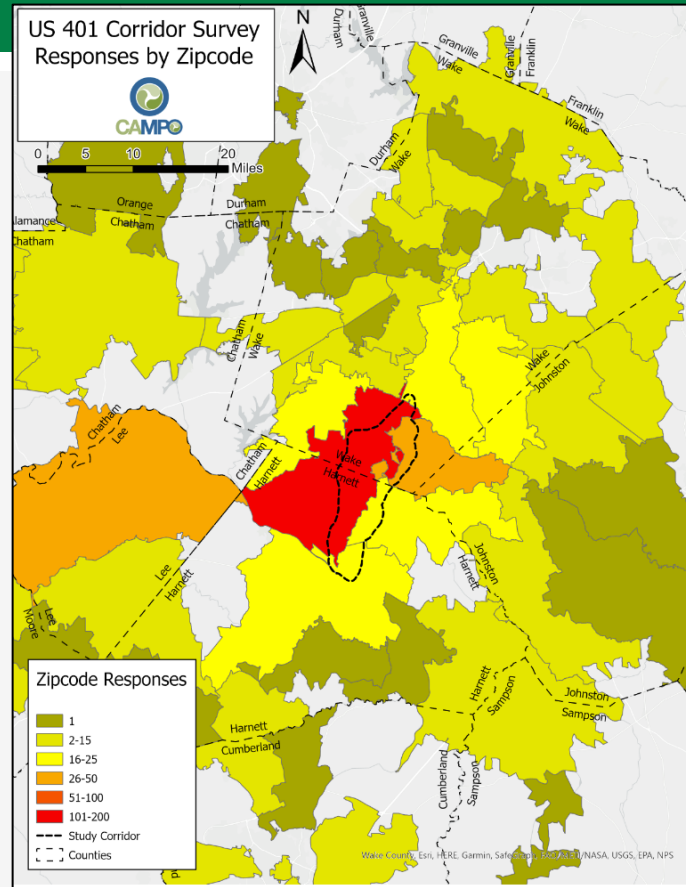 US 401 Corridor Survey
Responses by Zipcode
CAMPO
N
0 5 10 20
Miles
Durham
Granville
Granville
Wake
Granville
Franklin
Franklin
Wake
Durham
Wake
Orange
Durham
Alamance
Chatham
Chatham
Chatham
Chatham
Wake
Wake
Johnston
Chatham
Lee
Chatham
Harnett
Wake
Harnett
Lee
Harnett
Johnston
Harnett
Lee
Moore
Harnett
Sampson
Johnston
Sampson
Harnett
Cumberland
Cumberland
Sampson
Zipcode Responses
1
2-15
16-25
26-50
51-100
101-200
Study Corridor
Counties
Wake County, Esri, HERE, Garmin, METI/NASA, USGS, EPA, NPS